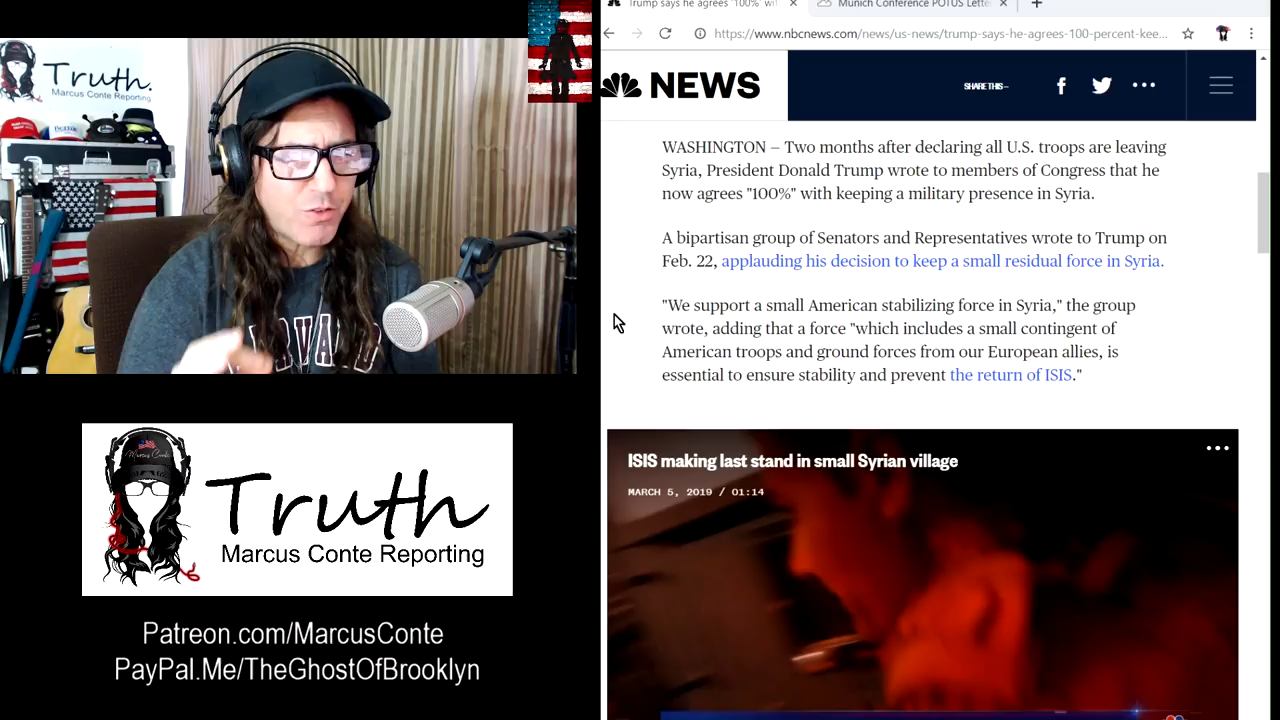 Truth.
Marcus Conte Reporting
Trump says he agrees "100%" wit
Munich Conference POTUS Lette
https://www.nbcnews.com/news/us-news/trump-says-he-agrees-100-percent-kee...
NEWS
SHARE THIS—
WASHINGTON — Two months after declaring all U.S. troops are leaving
Syria, President Donald Trump wrote to members of Congress that he
now agrees "100%" with keeping a military presence in Syria.
A bipartisan group of Senators and Representatives wrote to Trump on
Feb. 22, applauding his decision to keep a small residual force in Syria.
"We support a small American stabilizing force in Syria," the group
wrote, adding that a force "which includes a small contingent of
American troops and ground forces from our European allies, is
essential to ensure stability and prevent the return of ISIS."
ISIS making last stand in small Syrian village
MARCH 5, 2019 / 01:14
Marcus Conte
Truth
Marcus Conte Reporting
Patreon.com/MarcusConte
PayPal.Me/TheGhostOfBrooklyn